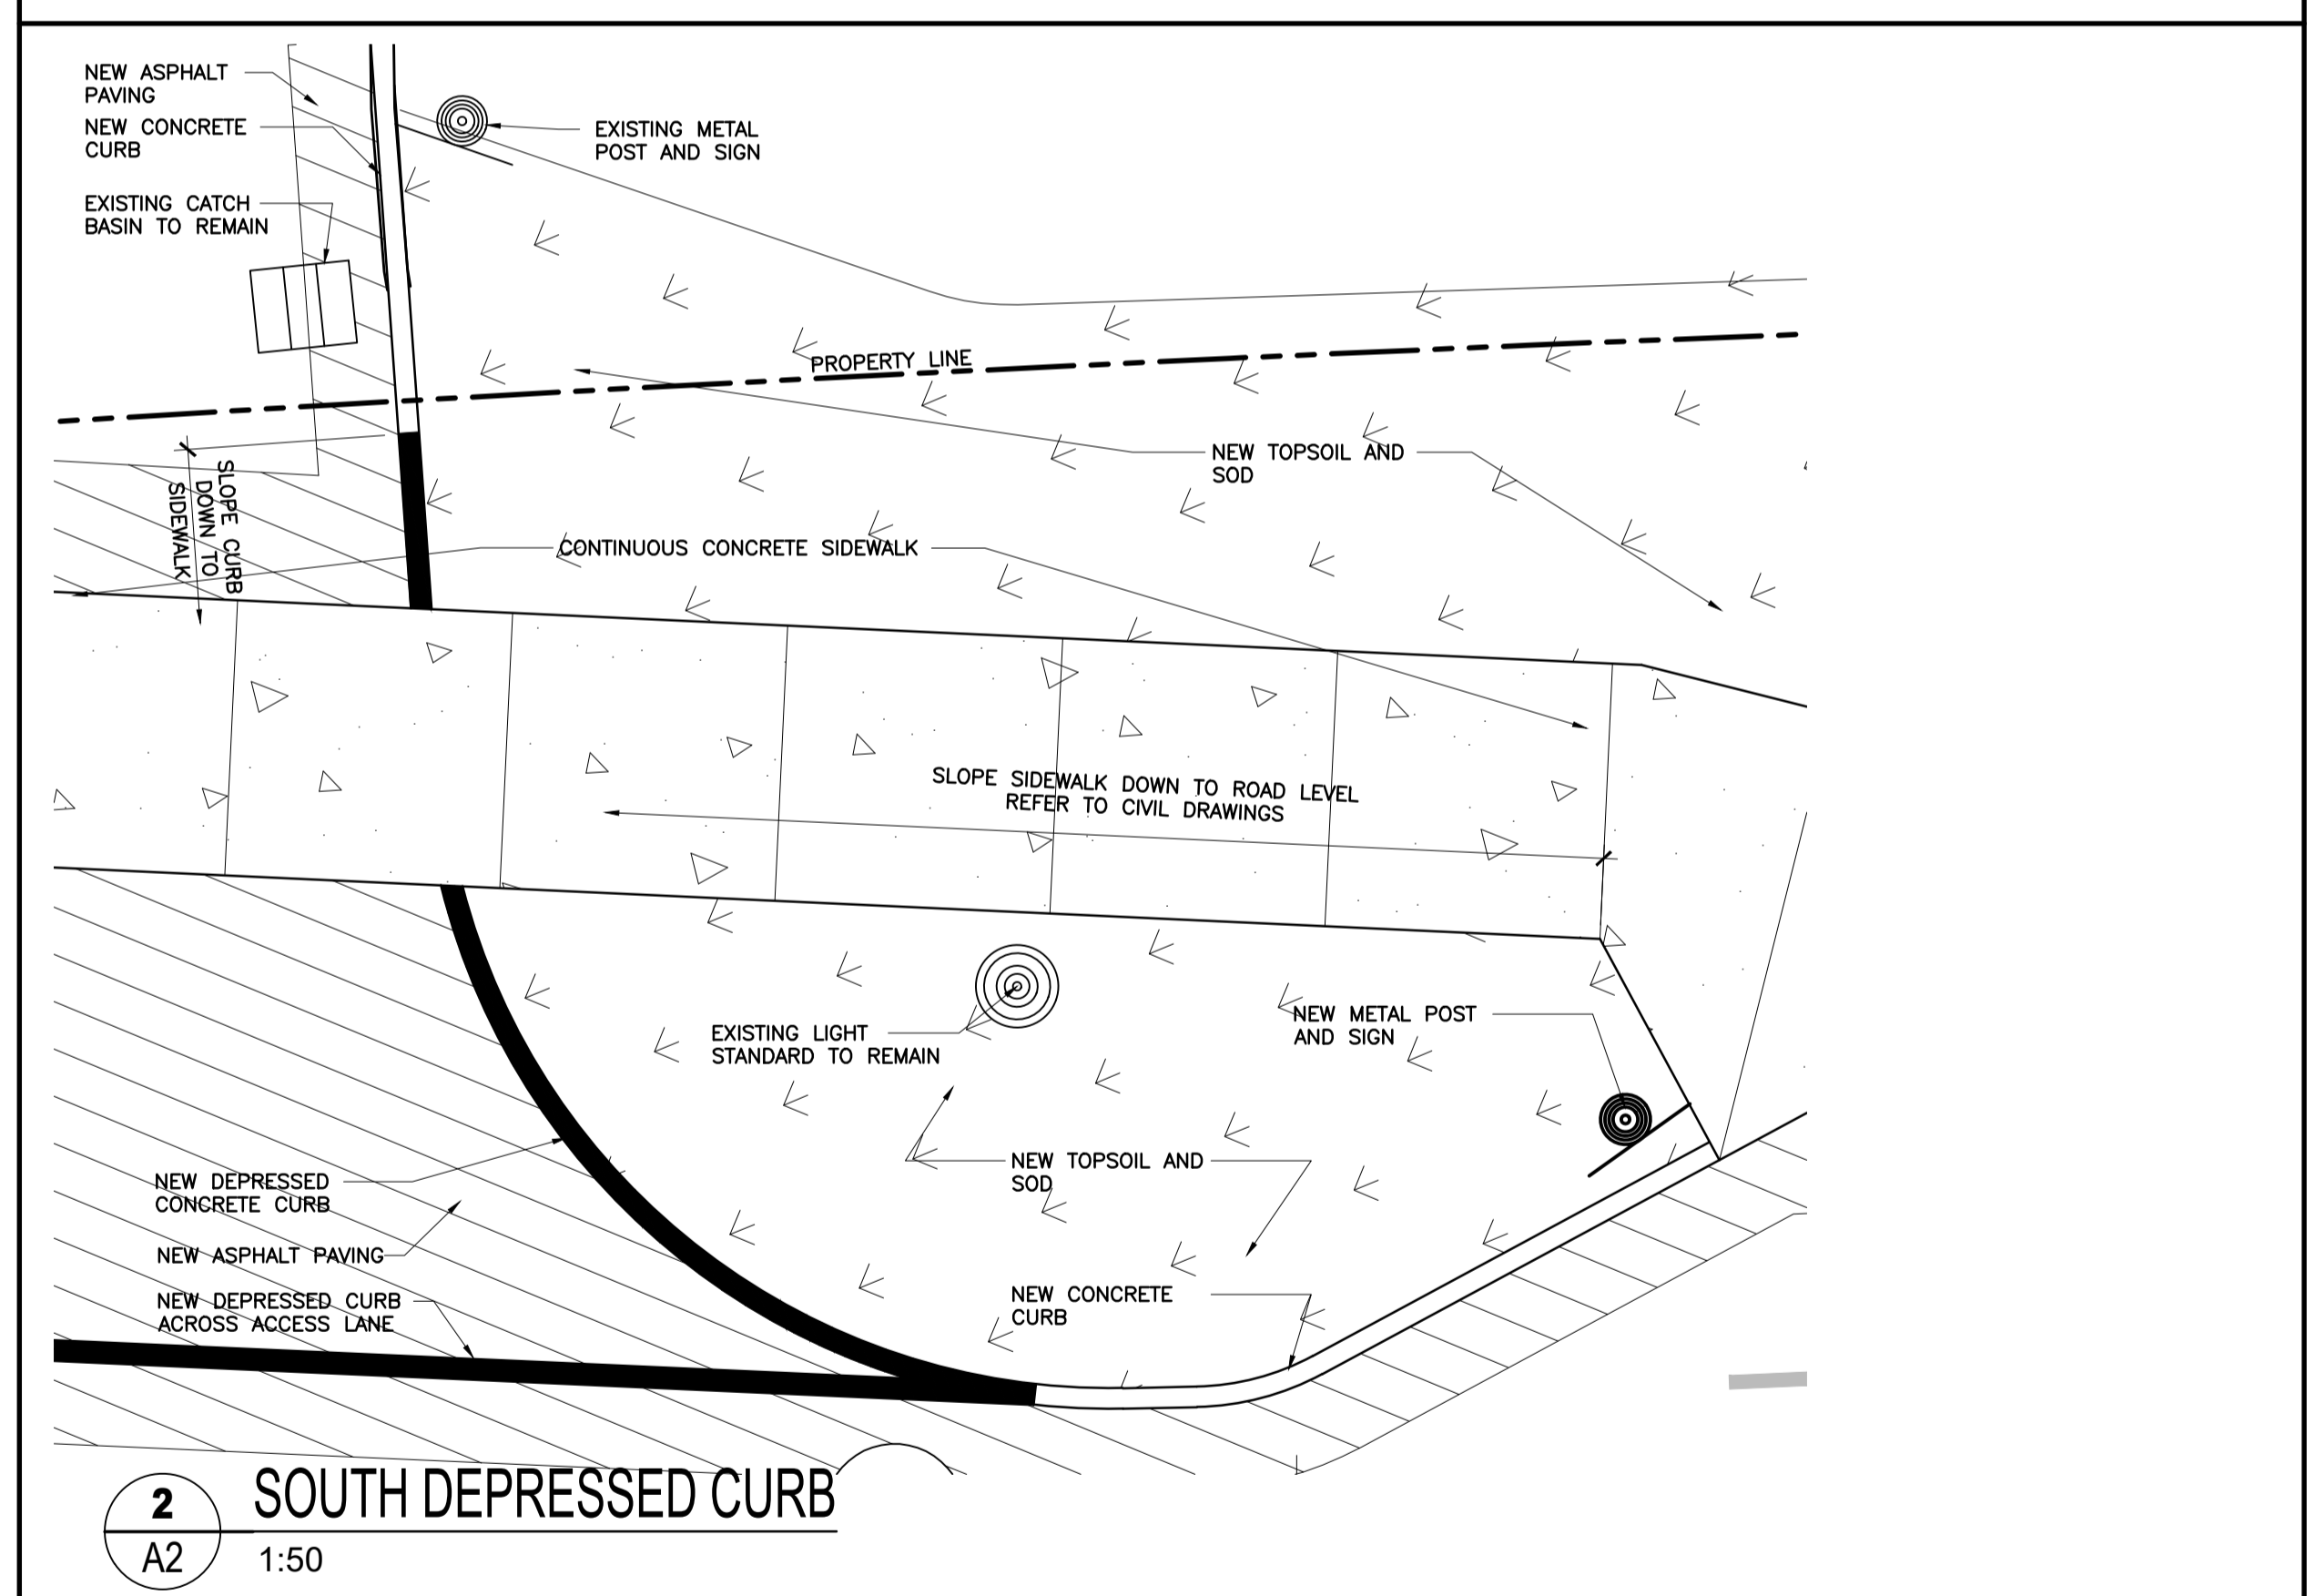 NEW ASPHALT
PAVING
NEW CONCRETE
CURB
EXISTING METAL
POST AND SIGN
EXISTING CATCH
BASIN TO REMAIN
PROPERTY LINE
NEW TOPSOIL AND
SOD
SLOPE CURB
DOWN TO
SIDEWALK
CONTINUOUS CONCRETE SIDEWALK
SLOPE SIDEWALK DOWN TO ROAD LEVEL
REFER TO CIVIL DRAWINGS
EXISTING LIGHT
STANDARD TO REMAIN
NEW METAL POST
AND SIGN
NEW TOPSOIL AND
SOD
NEW DEPRESSED
CONCRETE CURB
NEW ASPHALT PAVING
NEW DEPRESSED CURB
ACROSS ACCESS LANE
NEW CONCRETE
CURB
2
A2
SOUTH DEPRESSED CURB
1:50